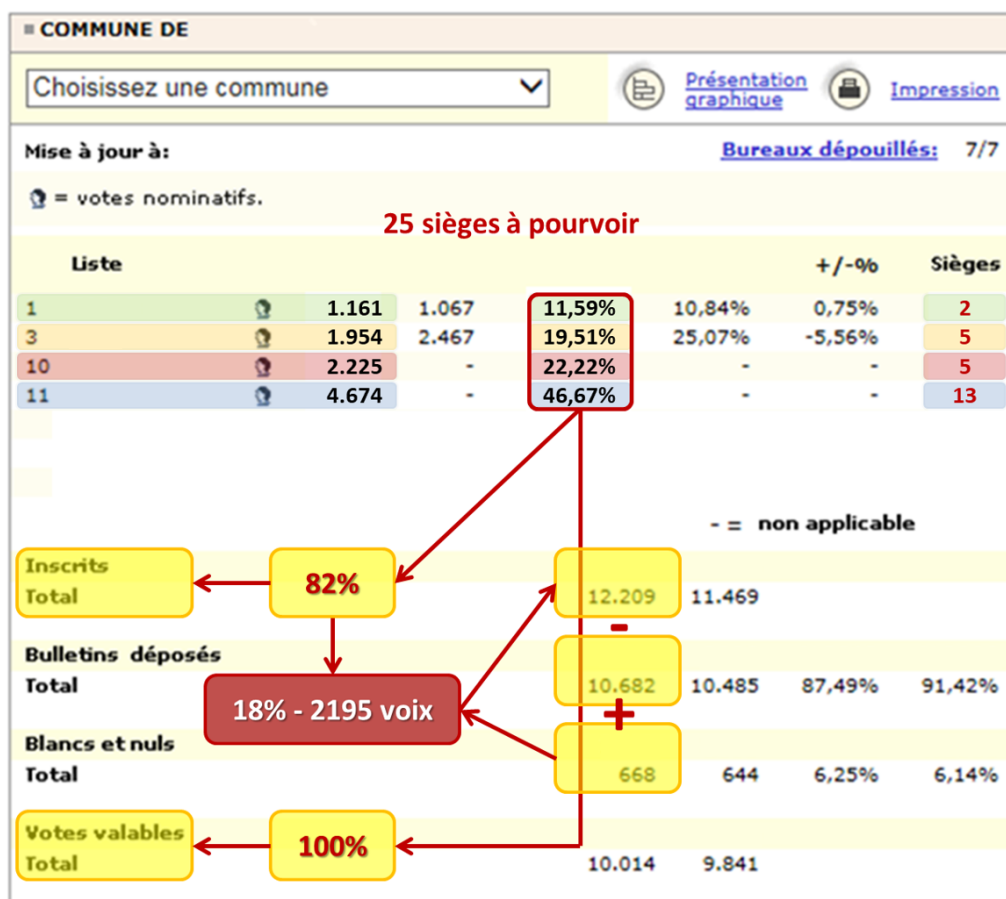 COMMUNE DE
Choisissez une commune
Présentation graphique
Impression
Mise à jour à: Bureaux dépouillés: 7/7
= votes nominatifs.
25 sièges à pourvoir
Liste +/-% Sièges
1 1.161 1.067 11,59% 10,84% 0,75% 2
3 1.954 2.467 19,51% 25,07% -5,56% 5
10 2.225 - 22,22% - - 5
11 4.674 - 46,67% - - 13
- = non applicable
Inscrits
82%
Total 12.209 11.469
-
Bulletins déposés
Total 10.682 10.485 87,49% 91,42%
18% - 2195 voix
+
Blancs et nuls
Total 668 644 6,25% 6,14%
Votes valables
100%
Total 10.014 9.841